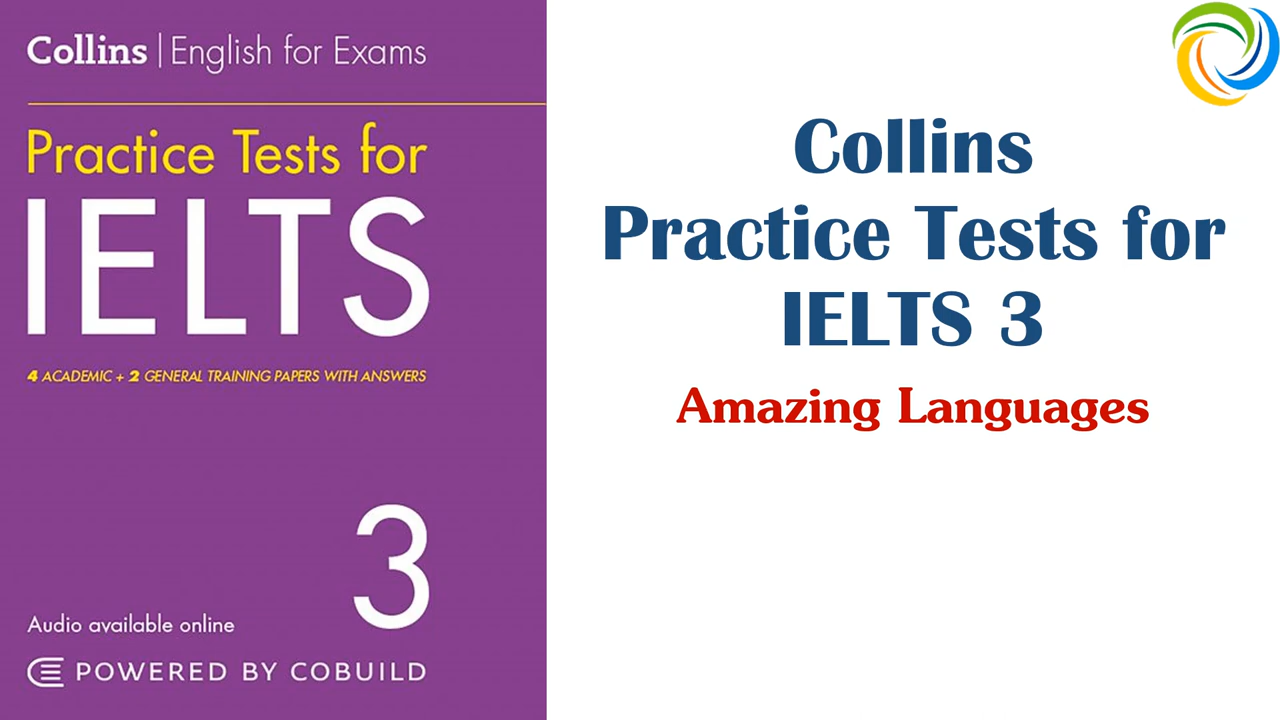 Collins | English for Exams
Practice Tests for
IELTS
4 ACADEMIC + 2 GENERAL TRAINING PAPERS WITH ANSWERS
3
Audio available online
POWERED BY COBUILD
Collins
Practice Tests for
IELTS 3
Amazing Languages